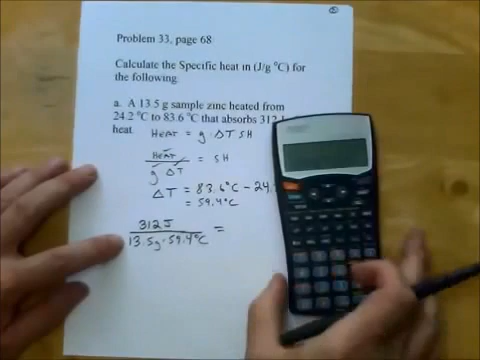 Problem 33, page 68
Calculate the Specific heat in (J/g °C) for
the following.
a. A 13.5 g sample zinc heated from
24.2 °C to 83.6 °C that absorbs 312
heat. HEAT = g · ΔT SH
HEAT = SH
g ΔT
ΔT = 83.6°C - 24.
= 59.4°C
312 J =
13.5g · 59.4°C